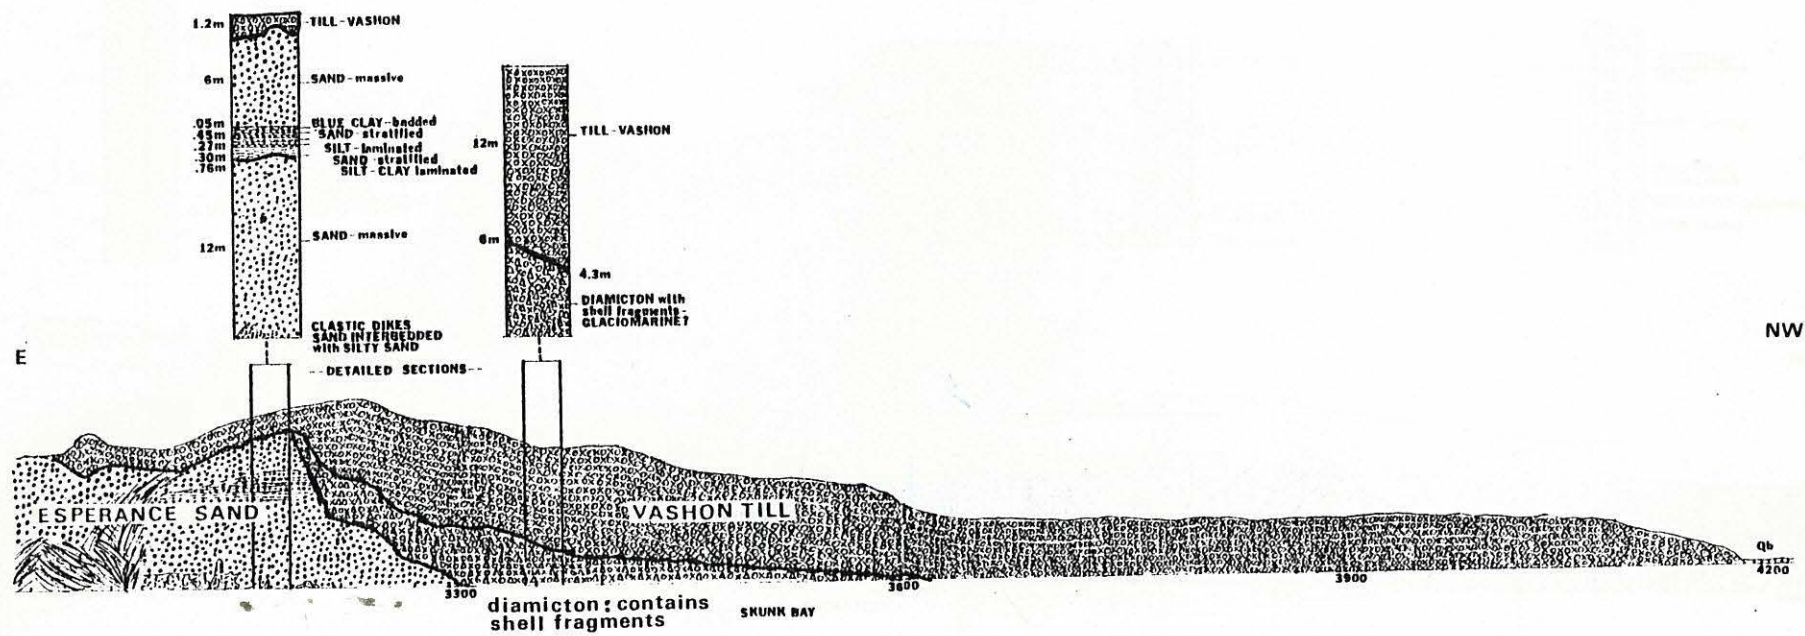 1.2m
TILL-VASHON
6m
SAND-massive
.05m
BLUE CLAY-bedded
.45m
SAND-stratified
.27m
SILT-laminated
.30m
SAND-stratified
.76m
SILT-CLAY laminated
12m
SAND-massive
CLASTIC DIKES
SAND INTERBEDDED
with SILTY SAND
12m
TILL-VASHON
6m
4.3m
DIAMICTON with
shell fragments-
GLACIOMARINE?
E
NW
--DETAILED SECTIONS--
ESPERANCE SAND
VASHON TILL
Qb
3300
3600
3900
4200
diamicton: contains
shell fragments
SKUNK BAY